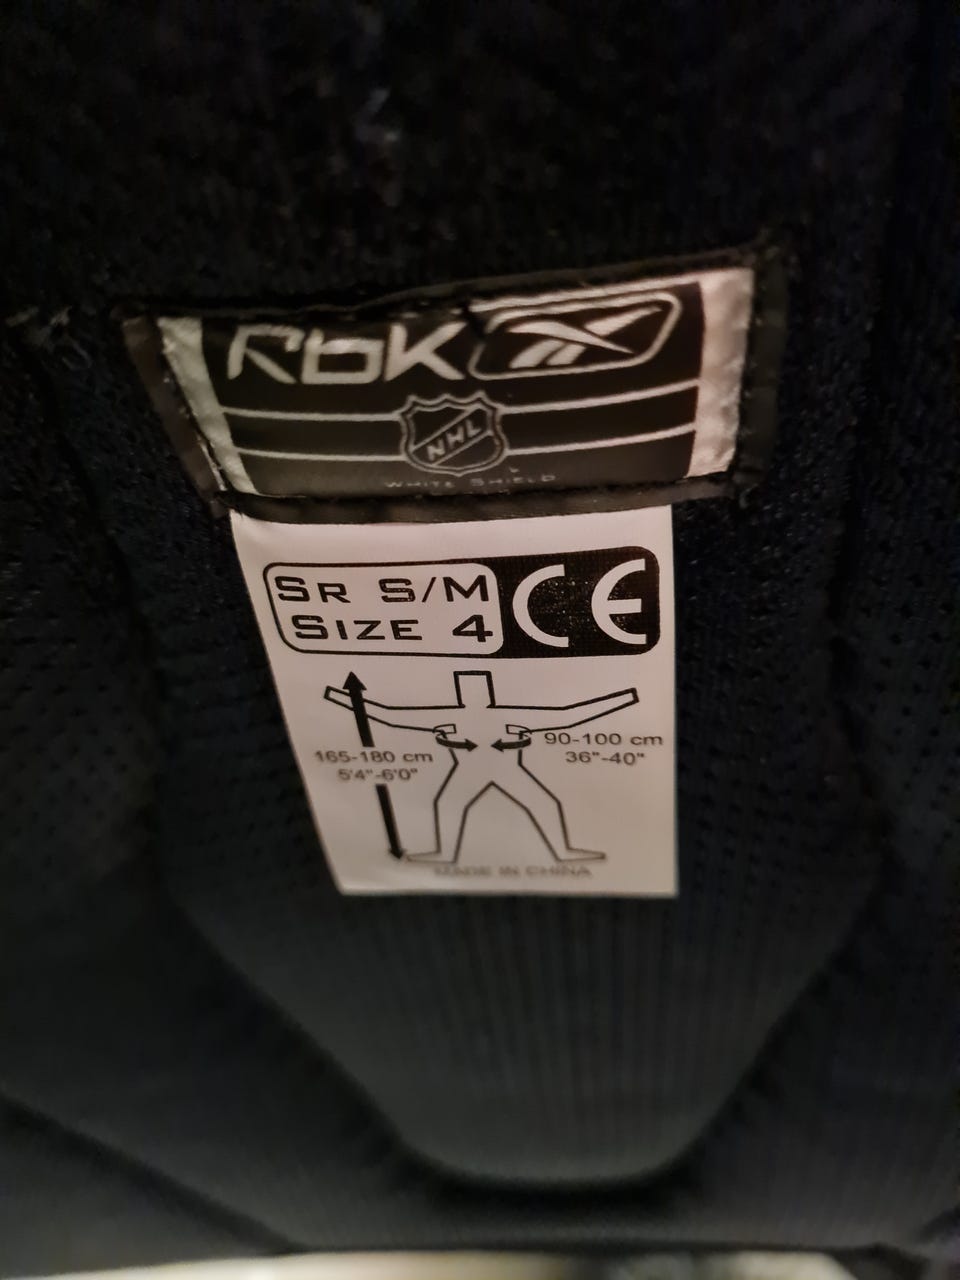 RbK
NHL
WHITE SHIELD
SR S/M
SIZE 4
CE
165-180 cm
5'4"-6'0"
90-100 cm
36"-40"
MADE IN CHINA